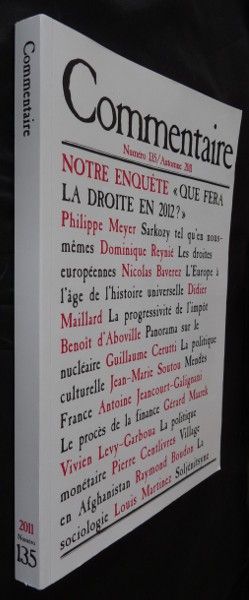 Commentaire
2011
Numéro
135
Commentaire
Numéro 135/Automne 2011
NOTRE ENQUÊTE « QUE FERA
LA DROITE EN 2012 ? »
Philippe Meyer Sarkozy tel qu'en nous-
mêmes Dominique Reynié Les droites
européennes Nicolas Baverez L'Europe à
l'âge de l'histoire universelle Didier
Maillard La progressivité de l'impôt
Benoît d'Aboville Panorama sur le
nucléaire Guillaume Cerutti La politique
culturelle Jean-Marie Soutou Mendès
France Antoine Jeancourt-Galignani
Le procès de la finance Gérard Maarek
Vivien Levy-Garboua La politique
monétaire Pierre Centlivres Village
en Afghanistan Raymond Boudon La
sociologie Louis Martinez Soljénitsyne